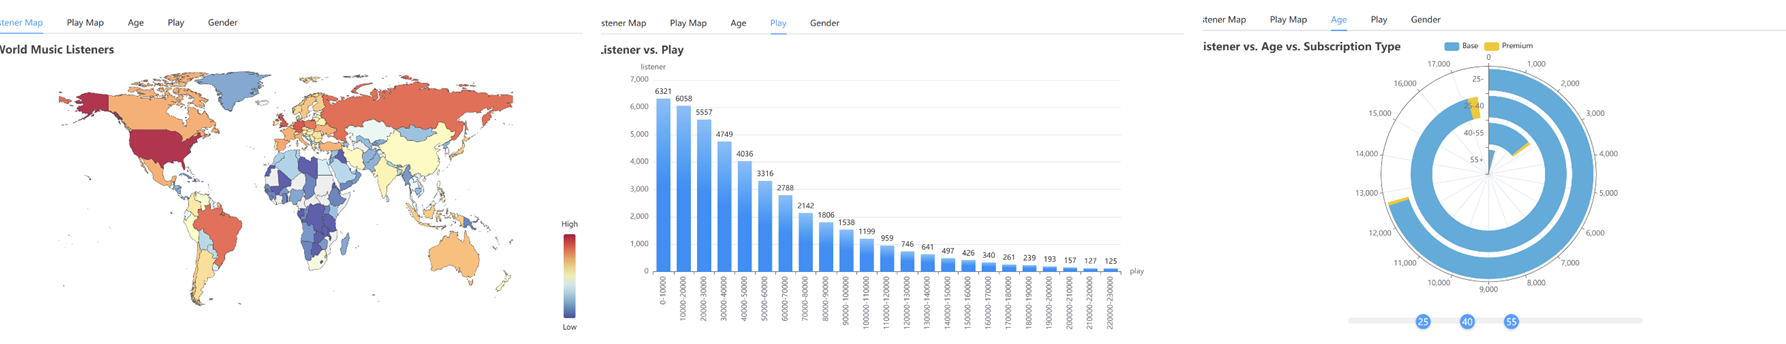 stener Map Play Map Age Play Gender
World Music Listeners
High
Low
stener Map Play Map Age Play Gender
istener vs. Play
listener
7,000
6,000
5,000
4,000
3,000
2,000
1,000
0
6321 6058 5557 4749 4036 3316 2788 2142 1806 1538 1199 959 746 641 497 426 340 261 239 193 157 127 125
play
0-10000 10000-20000 20000-30000 30000-40000 40000-50000 50000-60000 60000-70000 70000-80000 80000-90000 90000-100000 100000-110000 110000-120000 120000-130000 130000-140000 140000-150000 150000-160000 160000-170000 170000-180000 180000-190000 190000-200000 200000-210000 210000-220000 220000-230000
stener Map Play Map Age Play Gender
istener vs. Age vs. Subscription Type
Base Premium
0
1,000
2,000
3,000
4,000
5,000
6,000
7,000
8,000
9,000
10,000
11,000
12,000
13,000
14,000
15,000
16,000
17,000
25-
25-40
40-55
55+
25 40 55